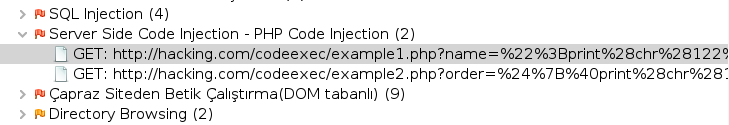 SQL Injection (4)
Server Side Code Injection - PHP Code Injection (2)
GET: http://hacking.com/codeexec/example1.php?name=%22%3Bprint%28chr%28122%
GET: http://hacking.com/codeexec/example2.php?order=%24%7B%40print%28chr%281
Çapraz Siteden Betik Çalıştırma(DOM tabanlı) (9)
Directory Browsing (2)